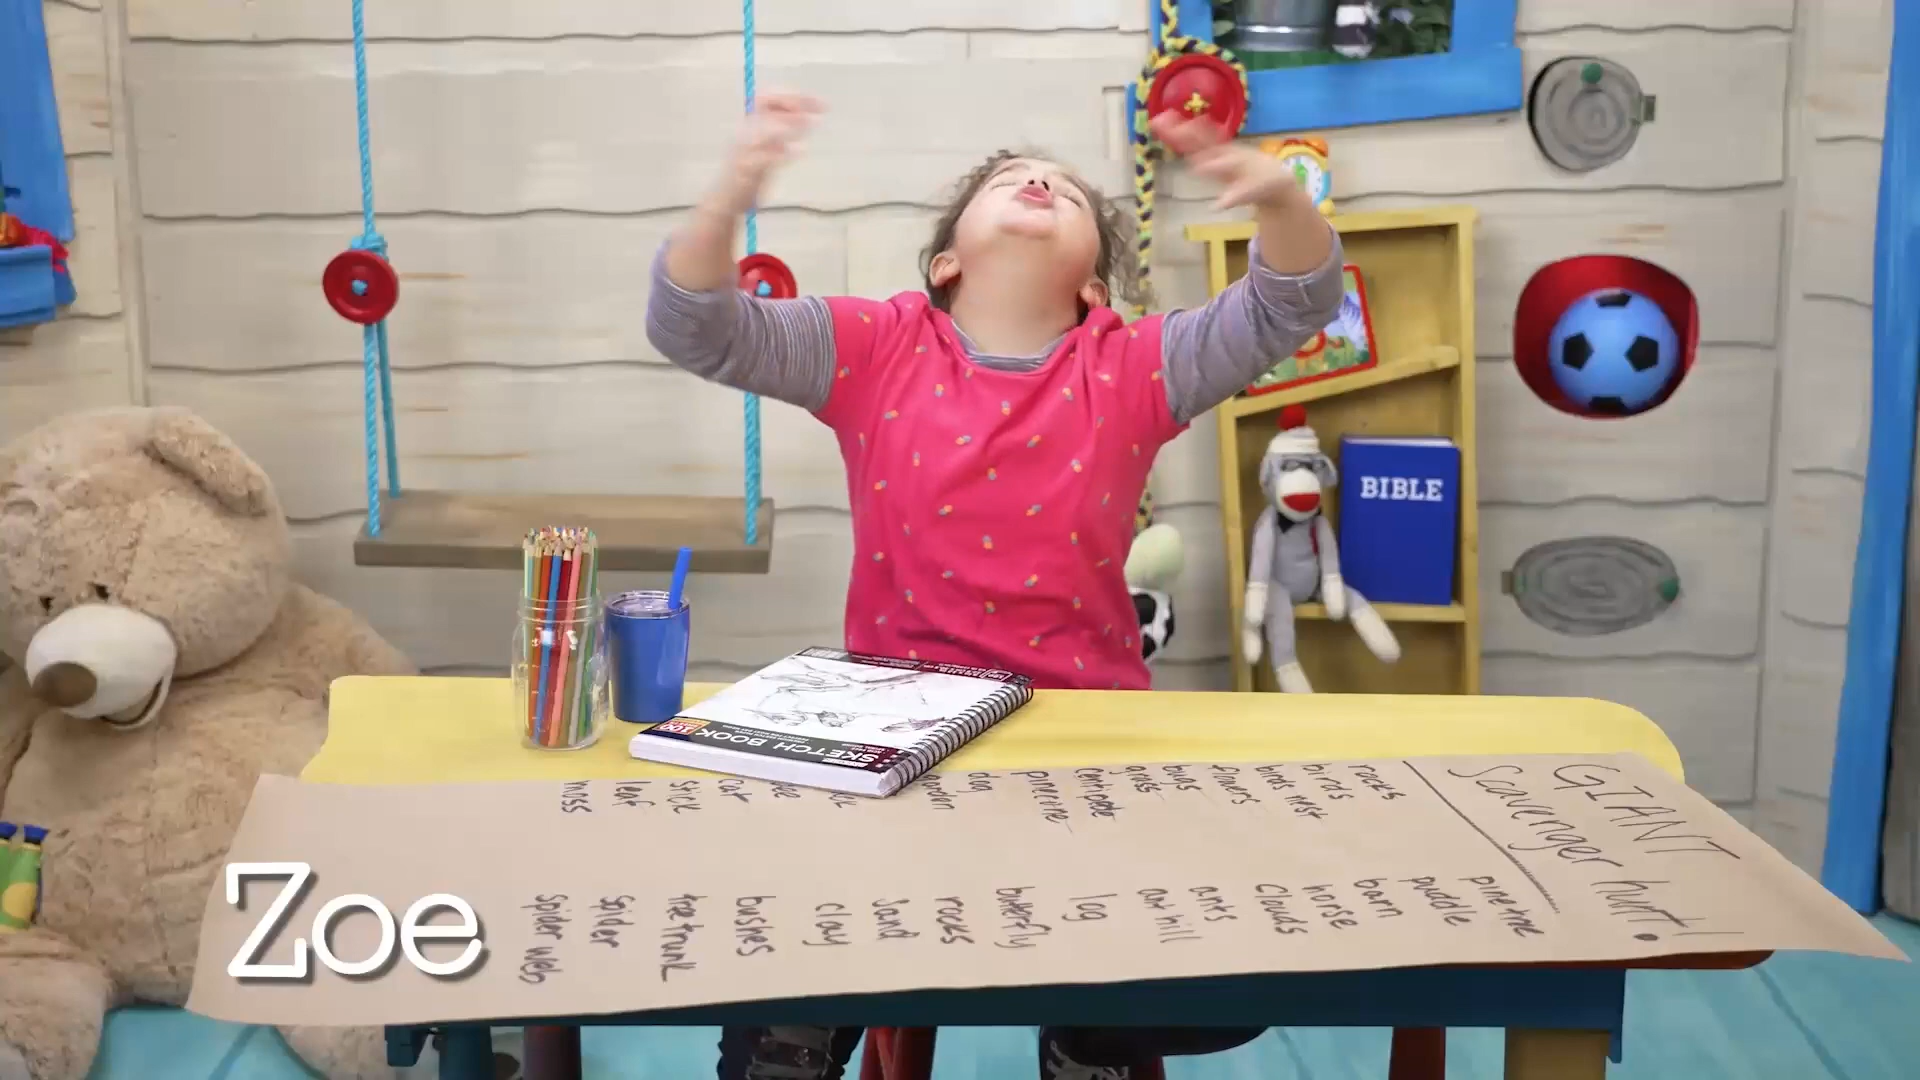 BIBLE
SKETCH BOOK
100
GIANT
Scavenger hunt!
rocks
birds
birds nest
flowers
bugs
grass
centipede
pinecone
dog
cat
stick
leaf
moss
pine tree
puddle
barn
horse
clouds
ants
ant hill
log
butterfly
rocks
sand
clay
bushes
tree trunk
spider
spider web
Zoe